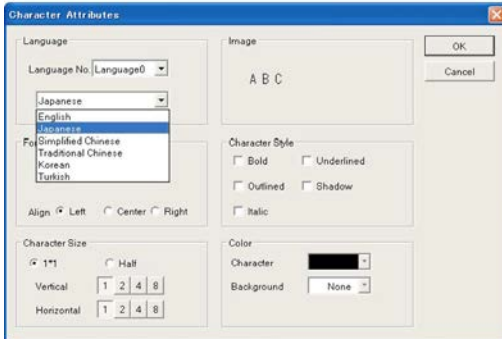 Character Attributes
Language
Language No. Language0
Japanese
English
Japanese
Simplified Chinese
Traditional Chinese
Korean
Turkish
Align Left Center Right
Character Size
1*1 Half
Vertical 1 2 4 8
Horizontal 1 2 4 8
Image
A B C
Character Style
Bold Underlined
Outlined Shadow
Italic
Color
Character
Background None
OK
Cancel